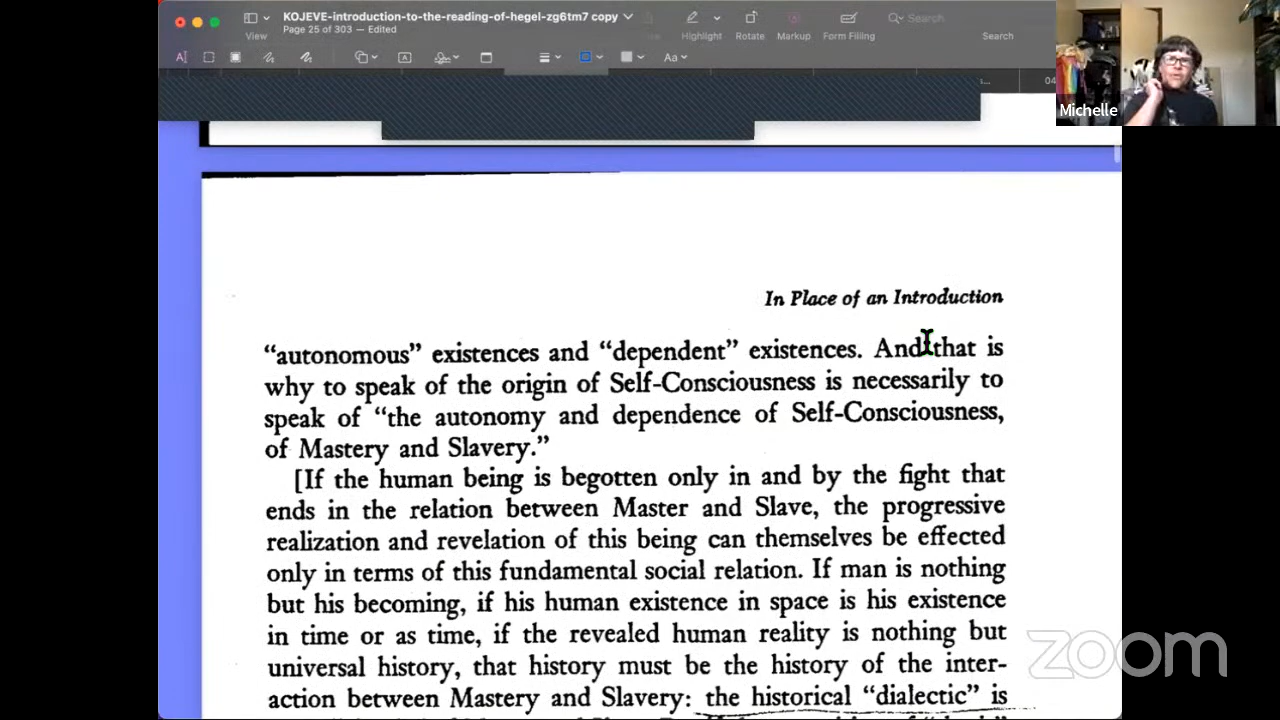 KOJEVE-introduction-to-the-reading-of-hegel-zg6tm7 copy
Page 25 of 303 — Edited
View
Highlight
Rotate
Markup
Form Filling
Search
Search
Aa
04
Michelle
In Place of an Introduction
“autonomous” existences and “dependent” existences. And that is
why to speak of the origin of Self-Consciousness is necessarily to
speak of “the autonomy and dependence of Self-Consciousness,
of Mastery and Slavery.”
[If the human being is begotten only in and by the fight that
ends in the relation between Master and Slave, the progressive
realization and revelation of this being can themselves be effected
only in terms of this fundamental social relation. If man is nothing
but his becoming, if his human existence in space is his existence
in time or as time, if the revealed human reality is nothing but
universal history, that history must be the history of the inter-
action between Mastery and Slavery: the historical “dialectic” is
zoom